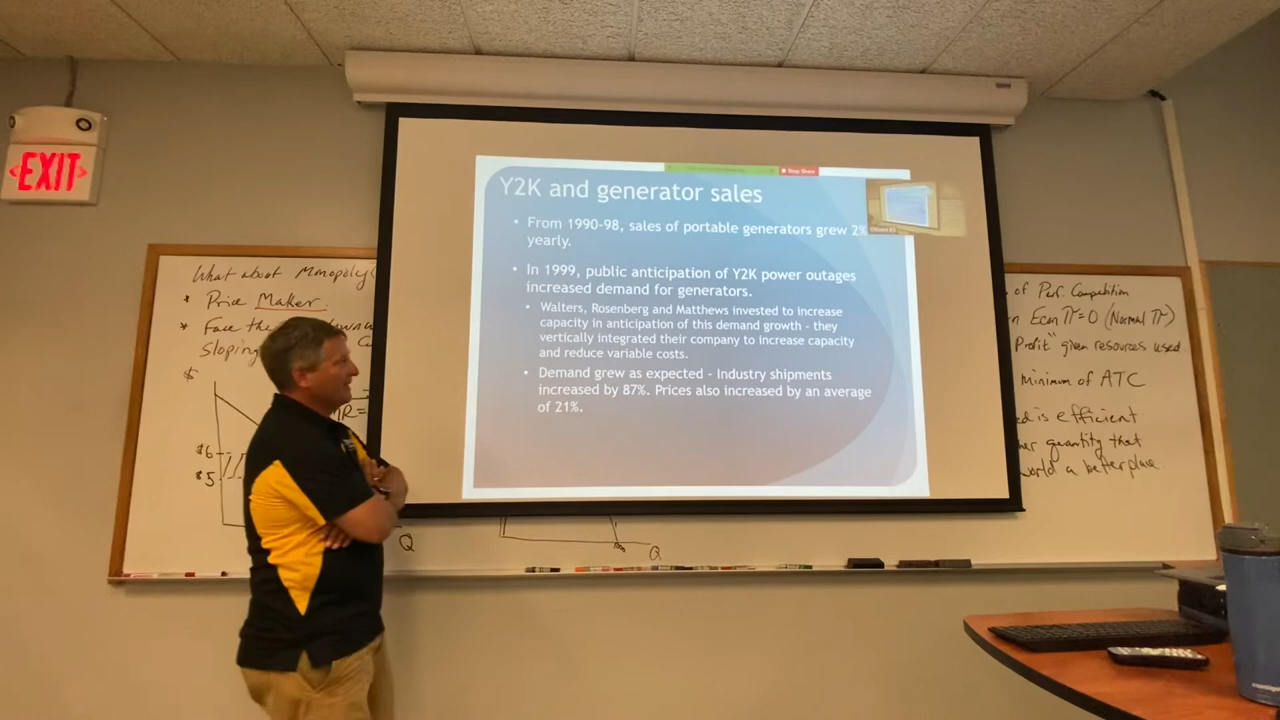 EXIT
Stop Share
Y2K and generator sales
• From 1990-98, sales of portable generators grew 2%
yearly.
• In 1999, public anticipation of Y2K power outages
increased demand for generators.
• Walters, Rosenberg and Matthews invested to increase
capacity in anticipation of this demand growth - they
vertically integrated their company to increase capacity
and reduce variable costs.
• Demand grew as expected - Industry shipments
increased by 87%. Prices also increased by an average
of 21%.
What about Monopoly
* Price Maker.
* Face the
Sloping
$
MR=
$6
$5
Q
Q
of Perf. Competition
Econ π=0 (Normal π)
Profit" given resources used
Minimum of ATC
is efficient
quantity that
world a better place.